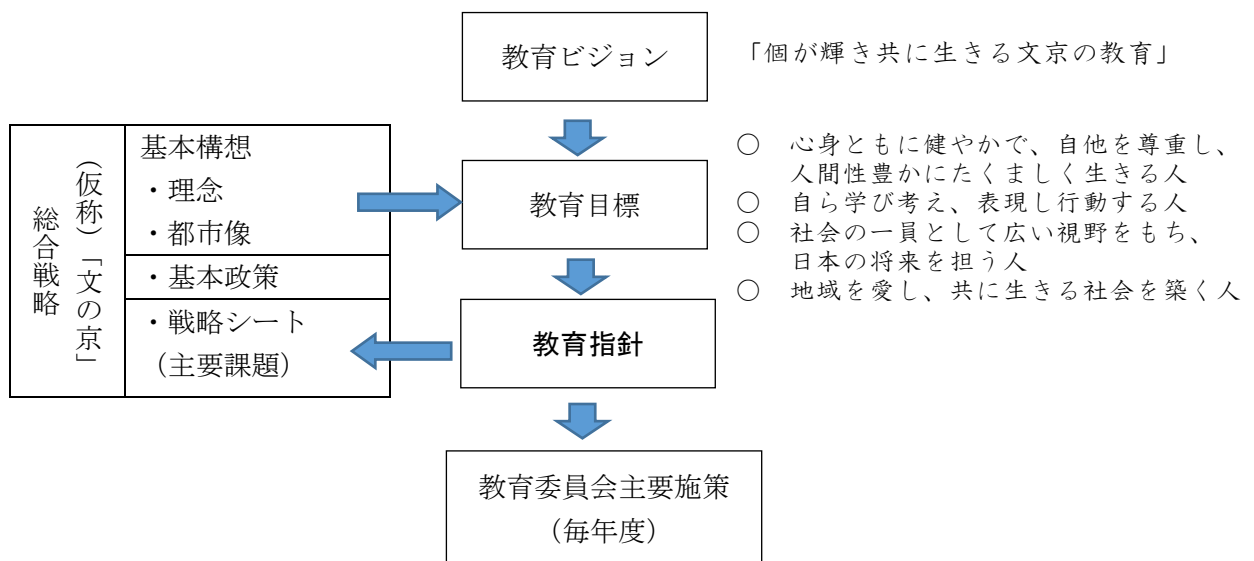 教育ビジョン
「個が輝き共に生きる文京の教育」
(仮称)「文の京」
総合戦略
基本構想
・理念
・都市像
・基本政策
・戦略シート
(主要課題)
教育目標
○ 心身ともに健やかで、自他を尊重し、
人間性豊かにたくましく生きる人
○ 自ら学び考え、表現し行動する人
○ 社会の一員として広い視野をもち、
日本の将来を担う人
○ 地域を愛し、共に生きる社会を築く人
教育指針
教育委員会主要施策
(毎年度)